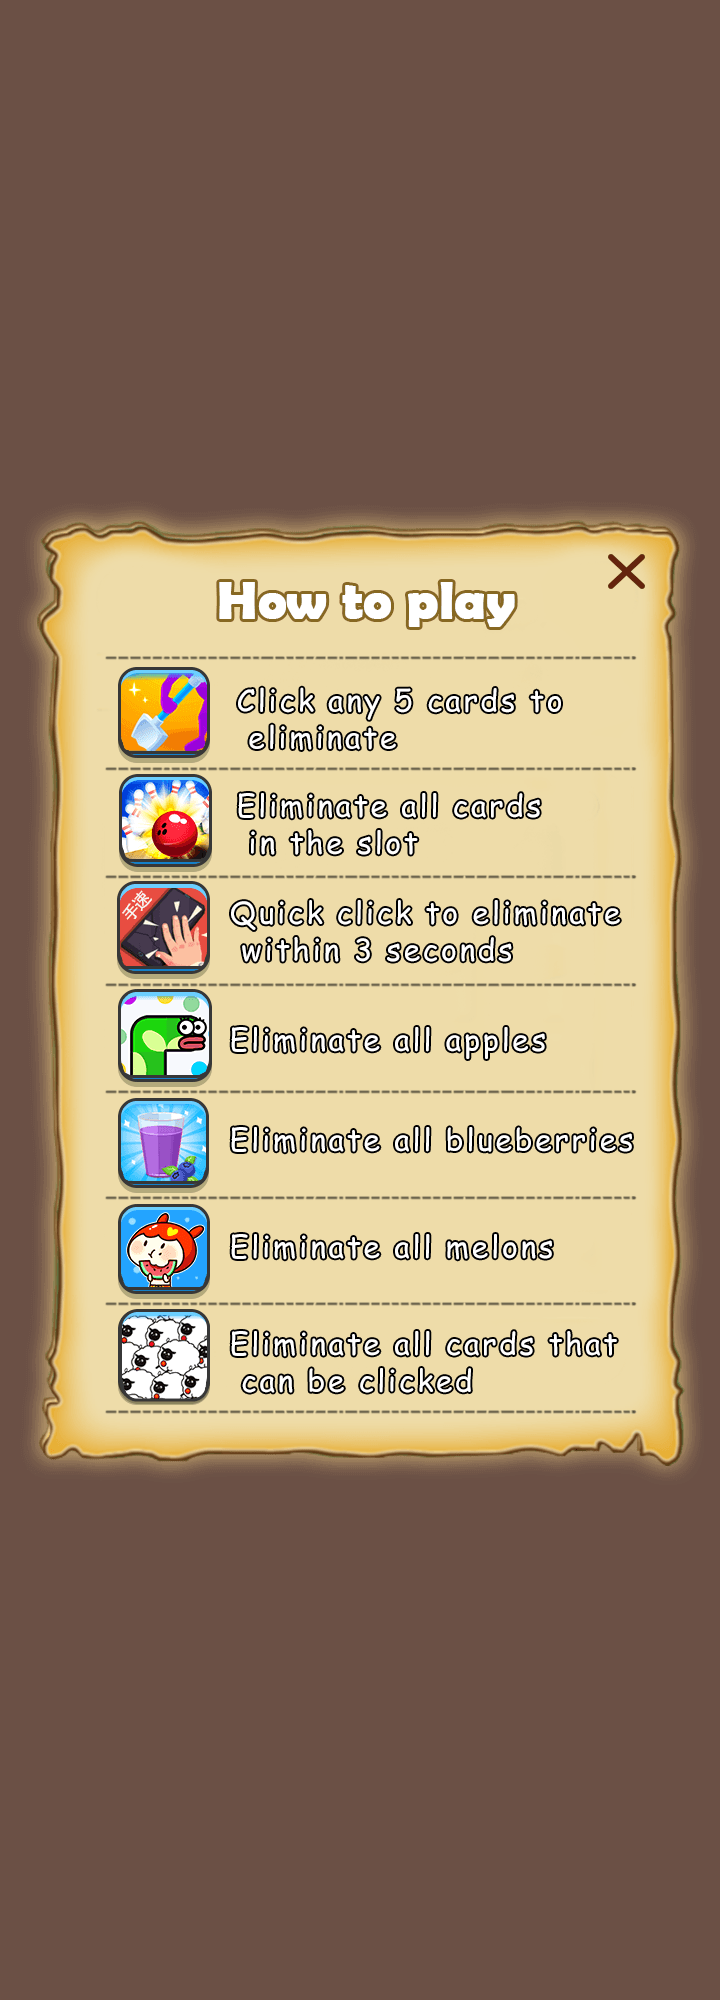 How to play
Click any 5 cards to
eliminate
Eliminate all cards
in the slot
手速
Quick click to eliminate
within 3 seconds
Eliminate all apples
Eliminate all blueberries
Eliminate all melons
Eliminate all cards that
can be clicked